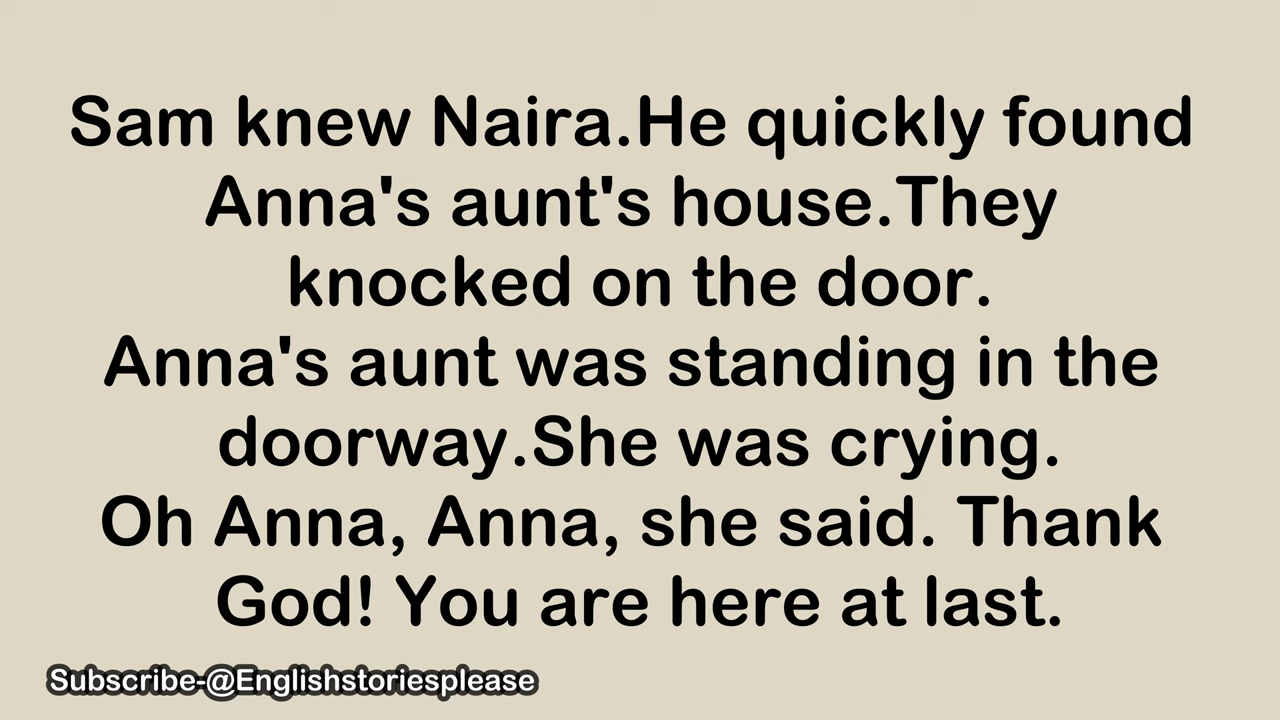 Sam knew Naira.He quickly found
Anna's aunt's house.They
knocked on the door.
Anna's aunt was standing in the
doorway.She was crying.
Oh Anna, Anna, she said. Thank
God! You are here at last.
Subscribe-@Englishstoriesplease